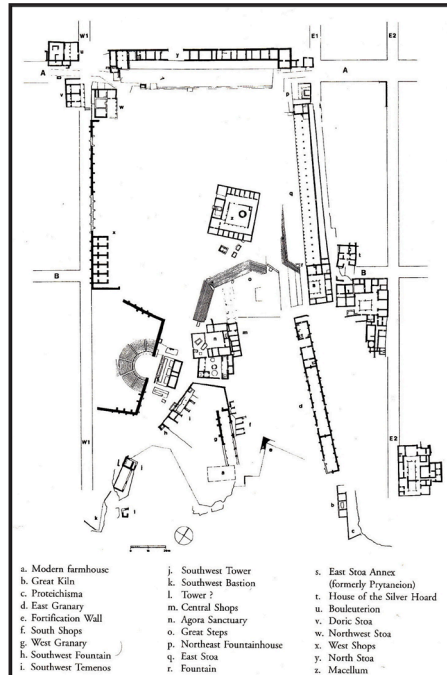 W1
E1
E2
u
y
A
A
v
w
p
q
x
z
t
B
r
B
s
o
n
m
d
i
h
f
g
e
a
W1
E2
j
k
l
b
c
a. Modern farmhouse
b. Great Kiln
c. Proteichisma
d. East Granary
e. Fortification Wall
f. South Shops
g. West Granary
h. Southwest Fountain
i. Southwest Temenos
j. Southwest Tower
k. Southwest Bastion
l. Tower ?
m. Central Shops
n. Agora Sanctuary
o. Great Steps
p. Northeast Fountainhouse
q. East Stoa
r. Fountain
s. East Stoa Annex
(formerly Prytaneion)
t. House of the Silver Hoard
u. Bouleuterion
v. Doric Stoa
w. Northwest Stoa
x. West Shops
y. North Stoa
z. Macellum